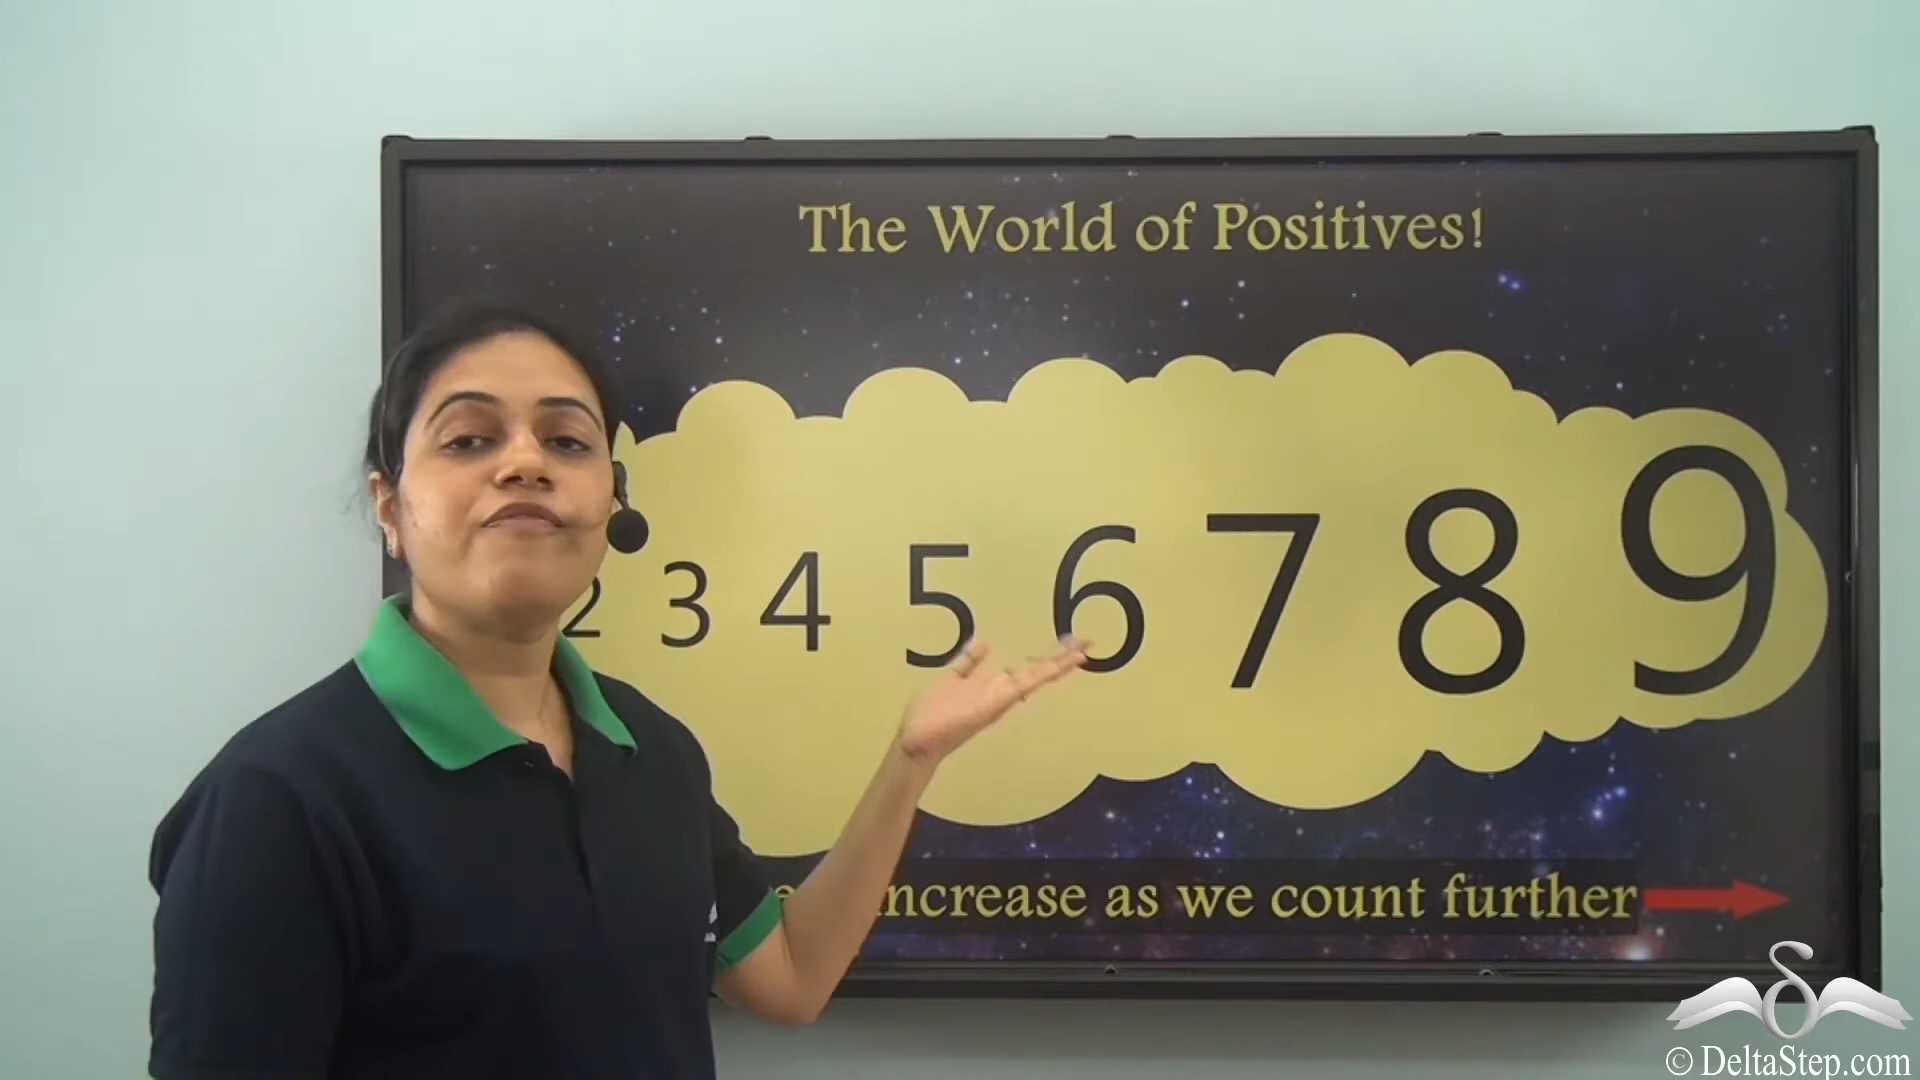 The World of Positives!
2 3 4 5 6 7 8 9
increase as we count further
© DeltaStep.com